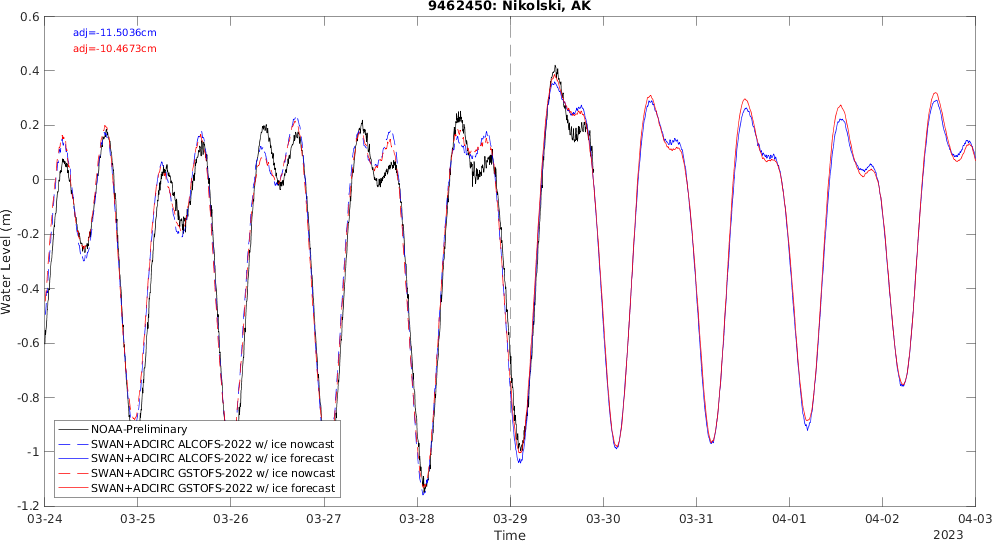 9462450: Nikolski, AK
adj=-11.5036cm
adj=-10.4673cm
0.6
0.4
0.2
0
-0.2
-0.4
-0.6
-0.8
-1
-1.2
Water Level (m)
NOAA-Preliminary
SWAN+ADCIRC ALCOFS-2022 w/ ice nowcast
SWAN+ADCIRC ALCOFS-2022 w/ ice forecast
SWAN+ADCIRC GSTOFS-2022 w/ ice nowcast
SWAN+ADCIRC GSTOFS-2022 w/ ice forecast
03-24 03-25 03-26 03-27 03-28 03-29 03-30 03-31 04-01 04-02 04-03
Time
2023